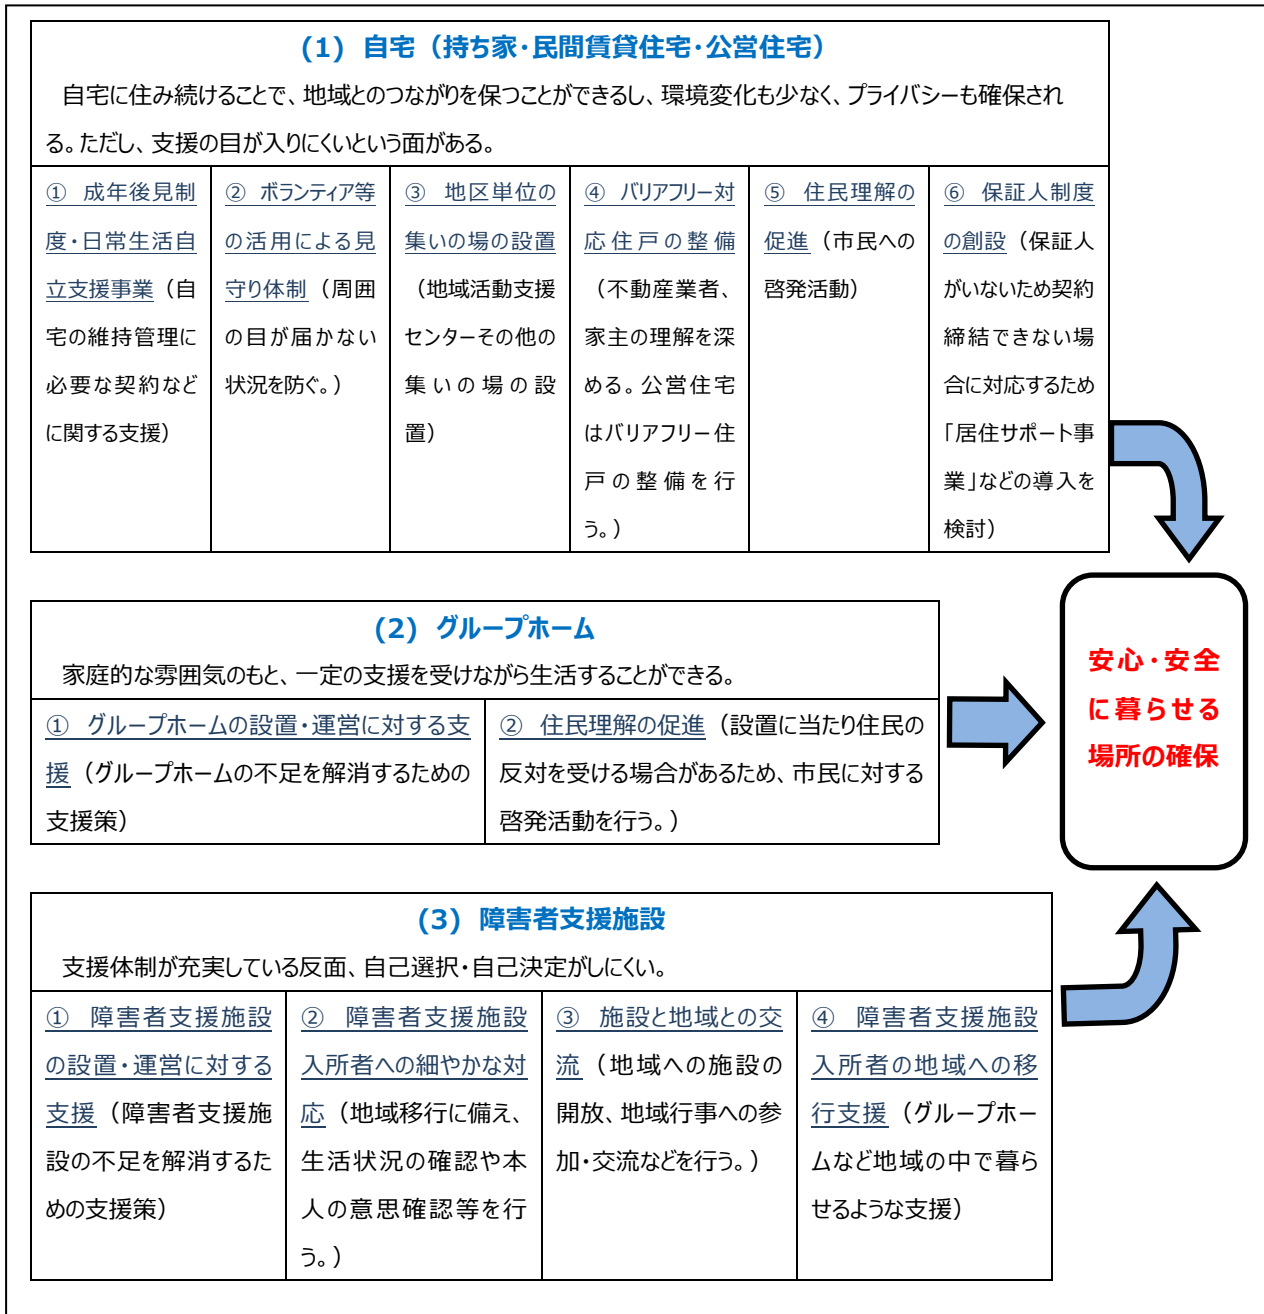 (1) 自宅（持ち家・民間賃貸住宅・公営住宅）
自宅に住み続けることで、地域とのつながりを保つことができるし、環境変化も少なく、プライバシーも確保され
る。ただし、支援の目が入りにくいという面がある。
① 成年後見制
度・日常生活自
立支援事業（自
宅の維持管理に
必要な契約など
に関する支援）
② ボランティア等
の活用による見
守り体制（周囲
の目が届かない
状況を防ぐ。）
③ 地区単位の
集いの場の設置
（地域活動支援
センターその他の
集いの場の設
置）
④ バリアフリー対
応住戸の整備
（不動産業者、
家主の理解を深
める。公営住宅
はバリアフリー住
戸の整備を行
う。）
⑤ 住民理解の
促進（市民への
啓発活動）
⑥ 保証人制度
の創設（保証人
がいないため契約
締結できない場
合に対応するため
「居住サポート事
業」などの導入を
検討）
(2) グループホーム
家庭的な雰囲気のもと、一定の支援を受けながら生活することができる。
① グループホームの設置・運営に対する支
援（グループホームの不足を解消するための
支援策）
② 住民理解の促進（設置に当たり住民の
反対を受ける場合があるため、市民に対する
啓発活動を行う。）
安心・安全
に暮らせる
場所の確保
(3) 障害者支援施設
支援体制が充実している反面、自己選択・自己決定がしにくい。
① 障害者支援施設
の設置・運営に対する
支援（障害者支援施
設の不足を解消するた
めの支援策）
② 障害者支援施設
入所者への細やかな対
応（地域移行に備え、
生活状況の確認や本
人の意思確認等を行
う。）
③ 施設と地域との交
流（地域への施設の
開放、地域行事への参
加・交流などを行う。）
④ 障害者支援施設
入所者の地域への移
行支援（グループホー
ムなど地域の中で暮ら
せるような支援）